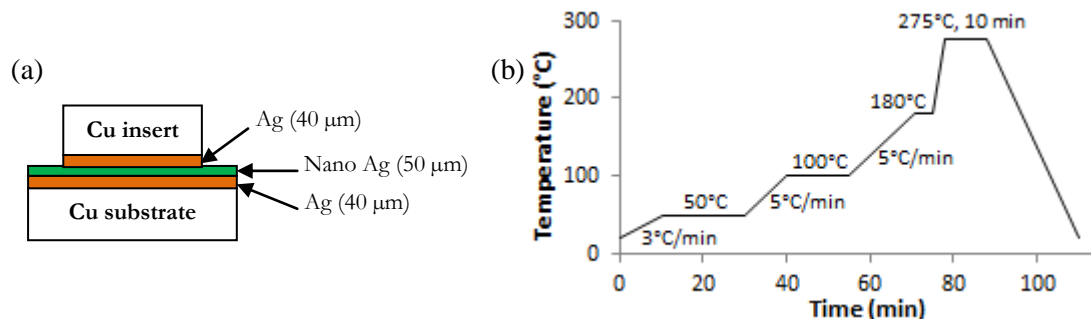 (a)
Cu insert
Ag (40 µm)
Nano Ag (50 µm)
Ag (40 µm)
Cu substrate
(b)
Temperature (°C)
300
200
100
0
0
20
40
60
80
100
Time (min)
3°C/min
50°C
5°C/min
100°C
5°C/min
180°C
275°C, 10 min